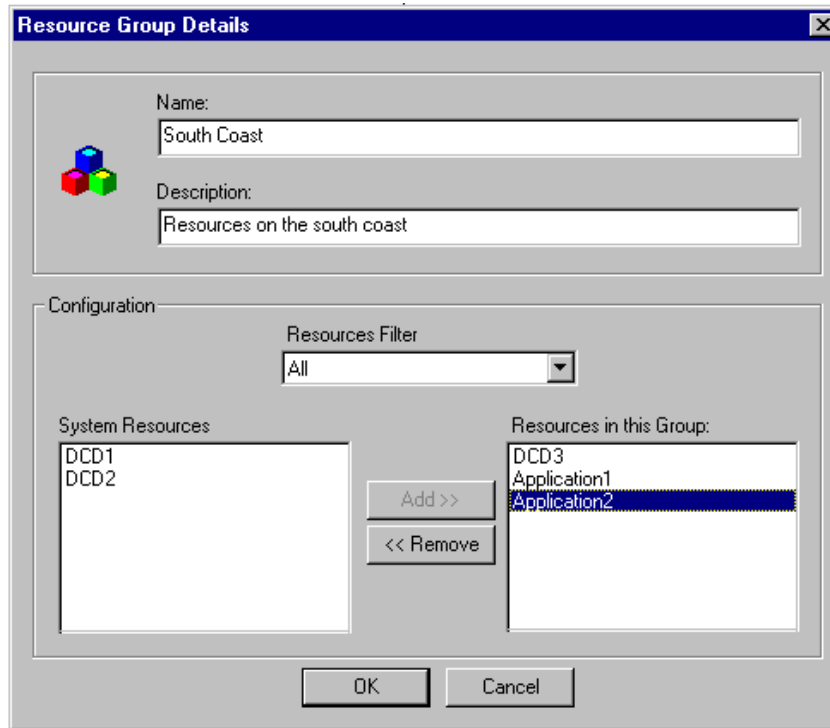 Resource Group Details
Name:
South Coast
Description:
Resources on the south coast
Configuration
Resources Filter
All
System Resources
DCD1
DCD2
Add >>
<< Remove
Resources in this Group:
DCD3
Application1
Application2
OK
Cancel